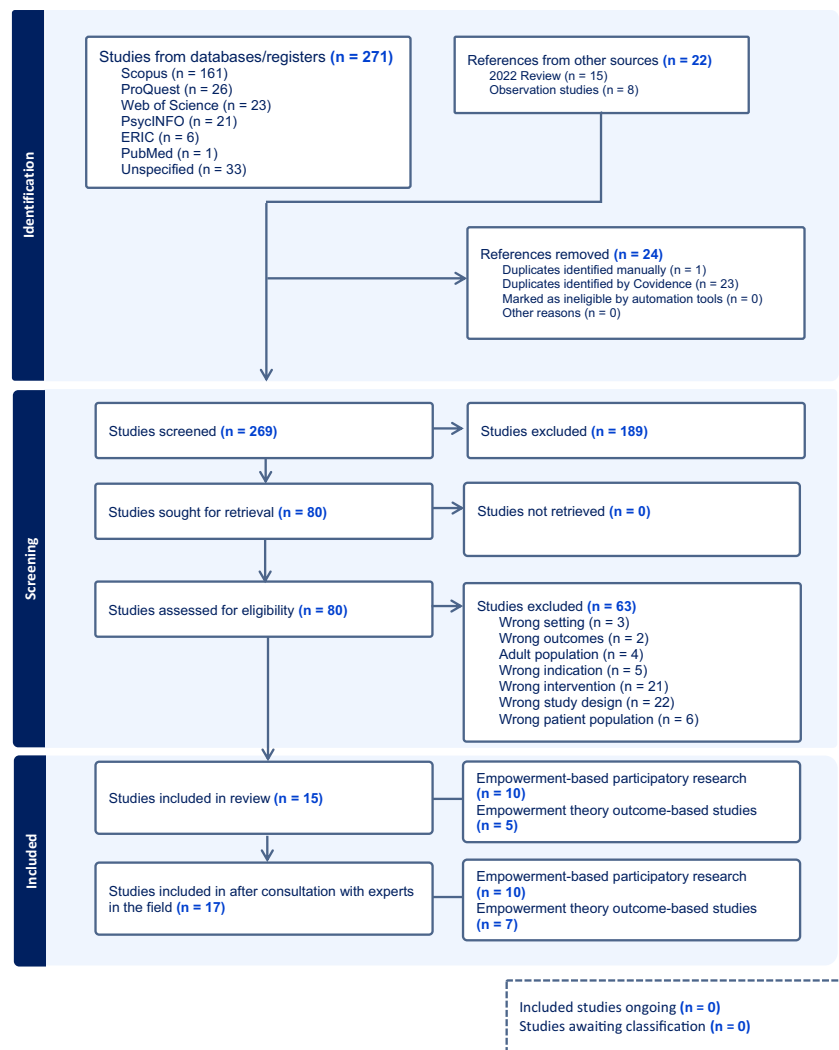 Identification
Studies from databases/registers (n = 271)
Scopus (n = 161)
ProQuest (n = 26)
Web of Science (n = 23)
PsycINFO (n = 21)
ERIC (n = 6)
PubMed (n = 1)
Unspecified (n = 33)
References from other sources (n = 22)
2022 Review (n = 15)
Observation studies (n = 8)
References removed (n = 24)
Duplicates identified manually (n = 1)
Duplicates identified by Covidence (n = 23)
Marked as ineligible by automation tools (n = 0)
Other reasons (n = 0)
Screening
Studies screened (n = 269)
Studies excluded (n = 189)
Studies sought for retrieval (n = 80)
Studies not retrieved (n = 0)
Studies assessed for eligibility (n = 80)
Studies excluded (n = 63)
Wrong setting (n = 3)
Wrong outcomes (n = 2)
Adult population (n = 4)
Wrong indication (n = 5)
Wrong intervention (n = 21)
Wrong study design (n = 22)
Wrong patient population (n = 6)
Included
Studies included in review (n = 15)
Empowerment-based participatory research
(n = 10)
Empowerment theory outcome-based studies
(n = 5)
Studies included in after consultation with experts
in the field (n = 17)
Empowerment-based participatory research
(n = 10)
Empowerment theory outcome-based studies
(n = 7)
Included studies ongoing (n = 0)
Studies awaiting classification (n = 0)